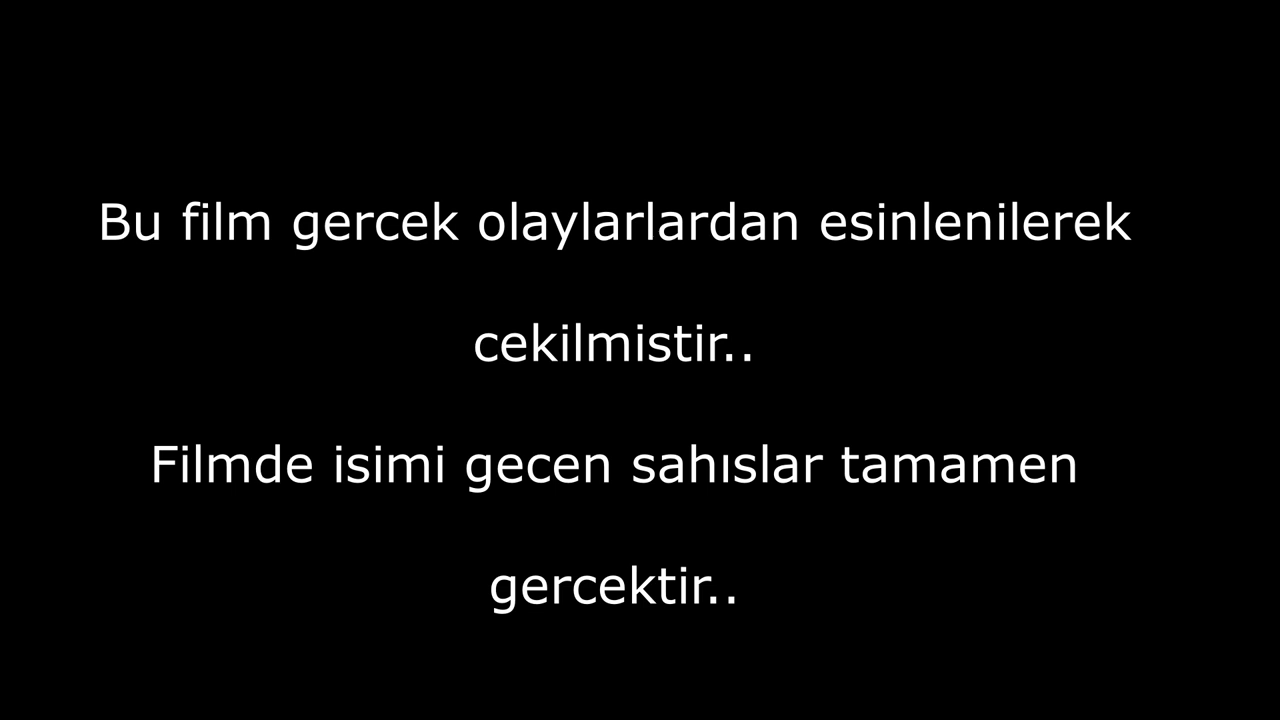 Bu film gercek olaylarlardan esinlenilerek
cekilmistir..
Filmde isimi gecen sahıslar tamamen
gercektir..